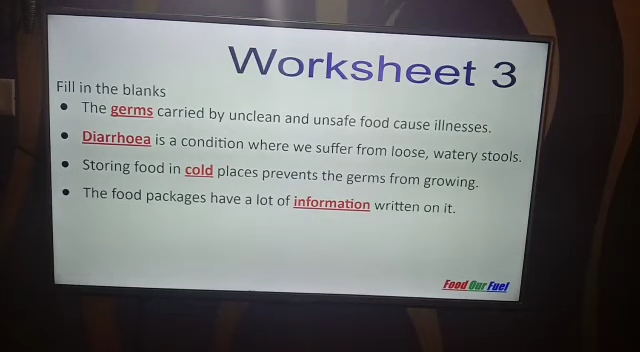 Worksheet 3
Fill in the blanks
• The germs carried by unclean and unsafe food cause illnesses.
• Diarrhoea is a condition where we suffer from loose, watery stools.
• Storing food in cold places prevents the germs from growing.
• The food packages have a lot of information written on it.
Food Our Fuel